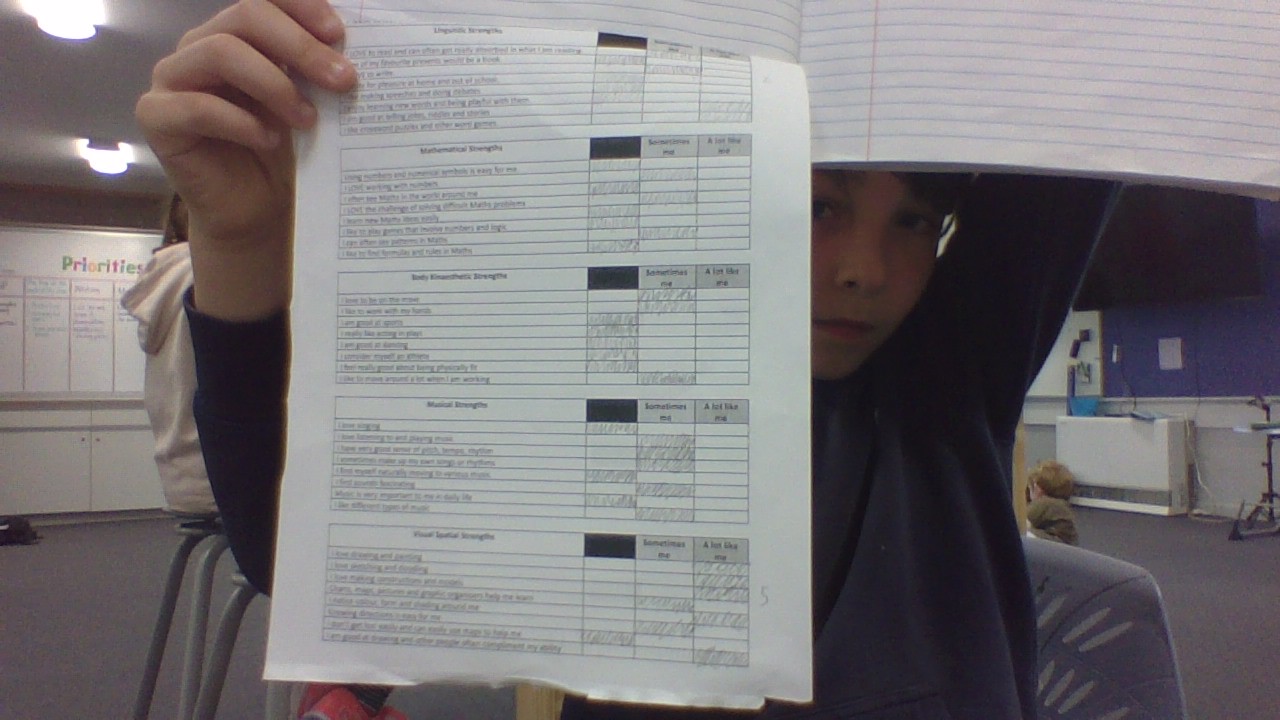 Linguistic Strengths
I LOVE to read and can often get really absorbed in what I am reading
of my favourite presents would be a book
to write
for pleasure at home and out of school
making speeches and doing debates
learning new words and being playful with them
I am good at telling jokes, riddles and stories
I like crossword puzzles and other word games
Mathematical Strengths Sometimes me A lot like me
Using numbers and numerical symbols is easy for me
I LOVE working with numbers
I often see Maths in the world around me
I LOVE the challenge of solving difficult Maths problems
I learn new Maths ideas easily
I like to play games that involve numbers and logic
I can often see patterns in Maths
I like to find formulas and rules in Maths
Body Kinaesthetic Strengths Sometimes me A lot like me
I love to be on the move
I like to work with my hands
I am good at sports
I really like acting in plays
I am good at dancing
I consider myself an athlete
I feel really good about being physically fit
I like to move around a lot when I am working
Musical Strengths Sometimes me A lot like me
I love singing
I love listening to and playing music
I have very good sense of pitch, tempo, rhythm
I sometimes make up my own songs or rhythms
I find myself naturally moving to various music
I find sounds fascinating
Music is very important to me in daily life
I like different types of music
Visual Spatial Strengths Sometimes me A lot like me
I love drawing and painting
I love sketching and doodling
I love making constructions and models
Charts, maps, pictures and graphic organisers help me learn
I notice colour, form and shading around me
Following directions is easy for me
I don't get lost easily and can easily use maps to help me
I am good at drawing and other people often compliment my ability
5
Priorities